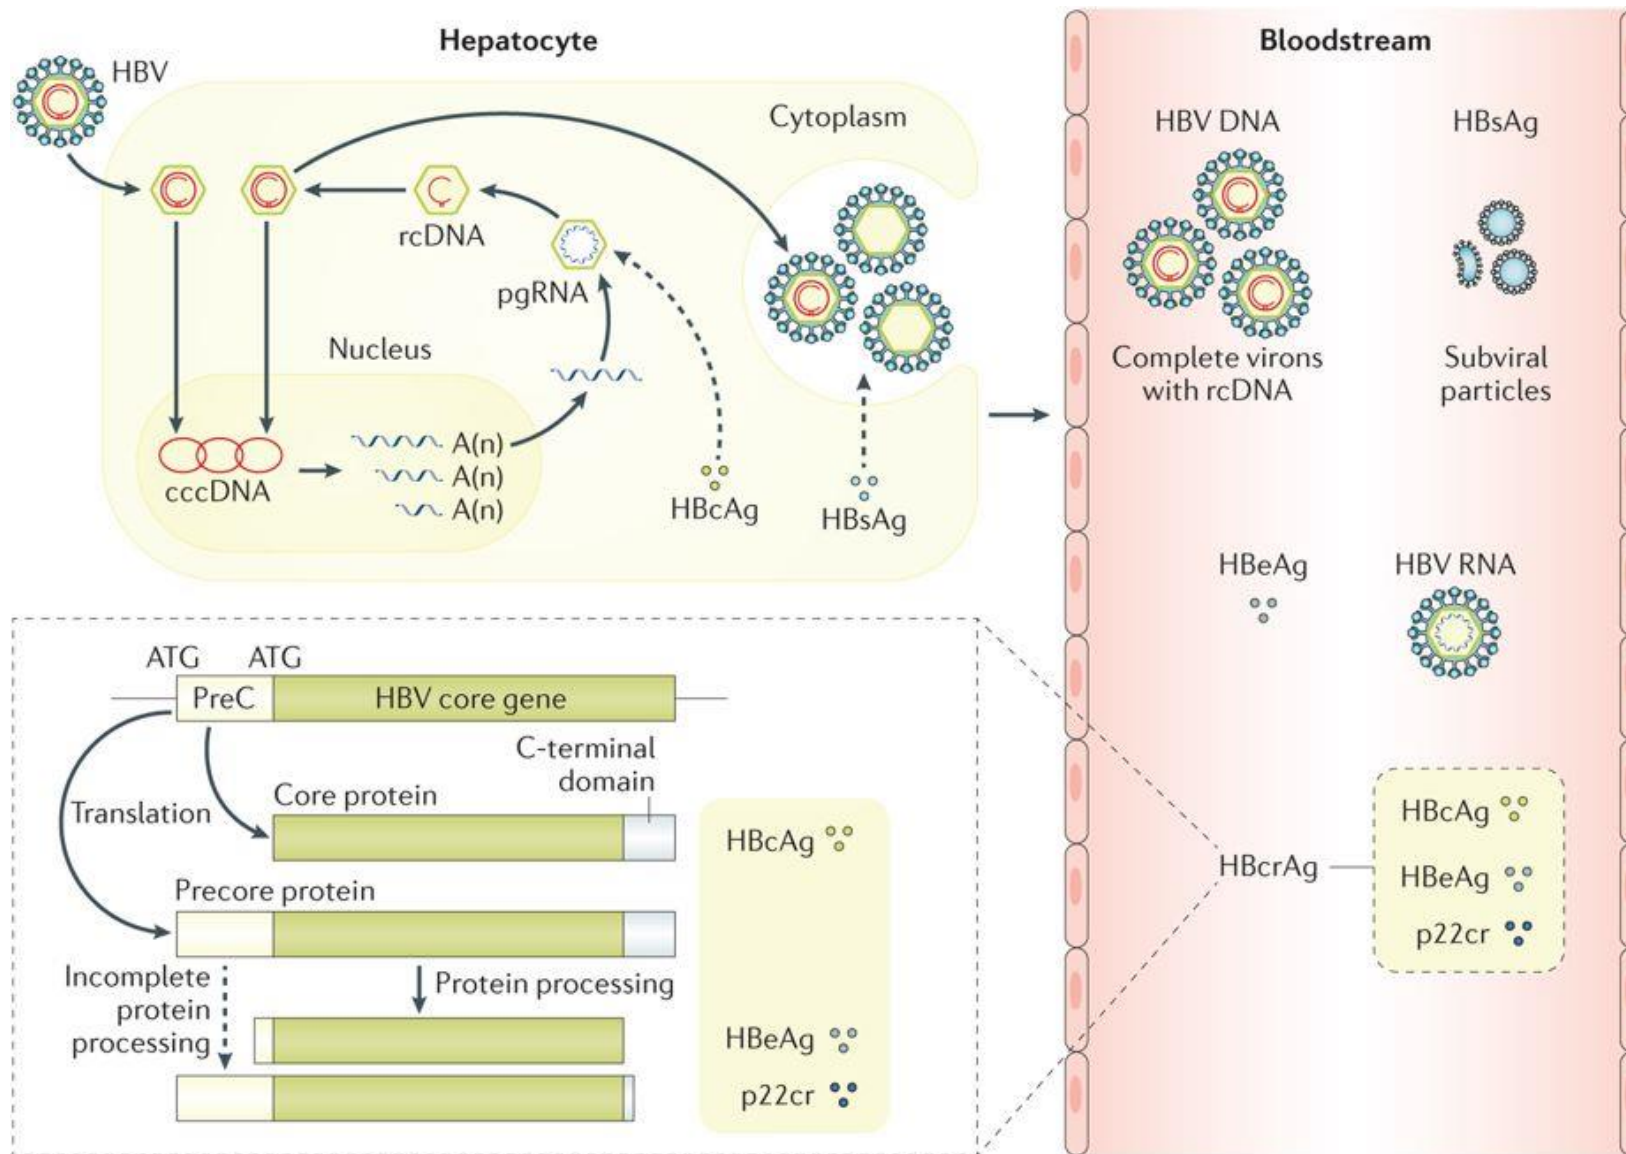 Hepatocyte
HBV
Cytoplasm
rcDNA
pgRNA
Nucleus
cccDNA
A(n)
A(n)
A(n)
HBcAg
HBsAg
Bloodstream
HBV DNA
HBsAg
Complete virons
with rcDNA
Subviral
particles
HBeAg
HBV RNA
HBcrAg
HBcAg
HBeAg
p22cr
ATG
ATG
PreC
HBV core gene
C-terminal
domain
Translation
Core protein
Precore protein
Incomplete
protein
processing
Protein processing
HBcAg
HBeAg
p22cr